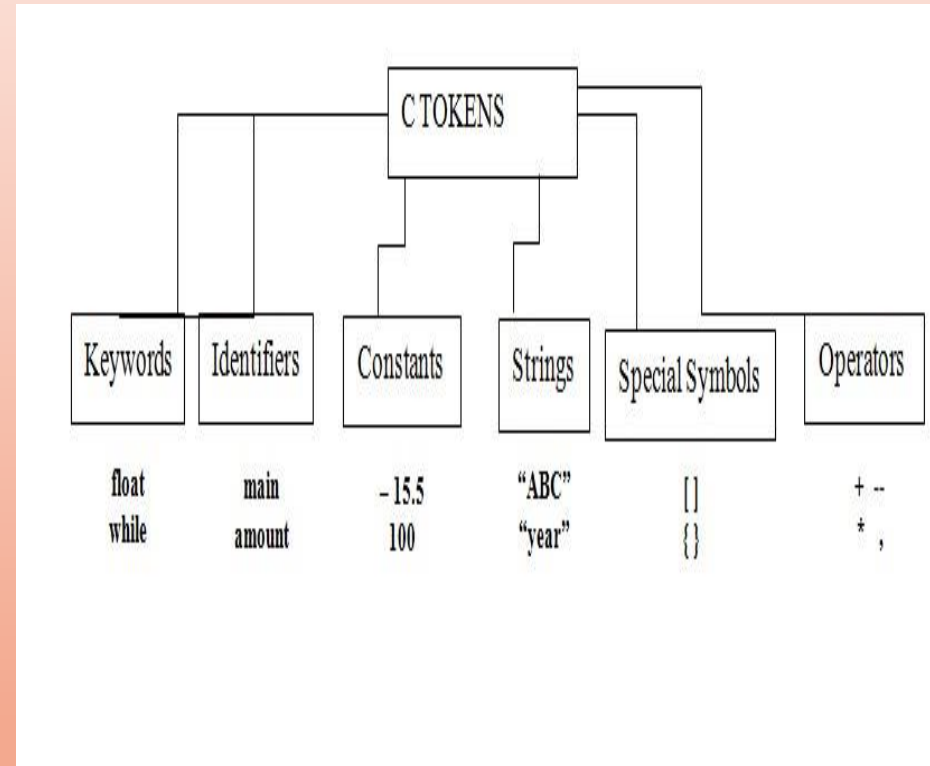 C TOKENS
Keywords Identifiers Constants Strings Special Symbols Operators
float main – 15.5 “ABC” [ ] + --
while amount 100 “year” { } * ,